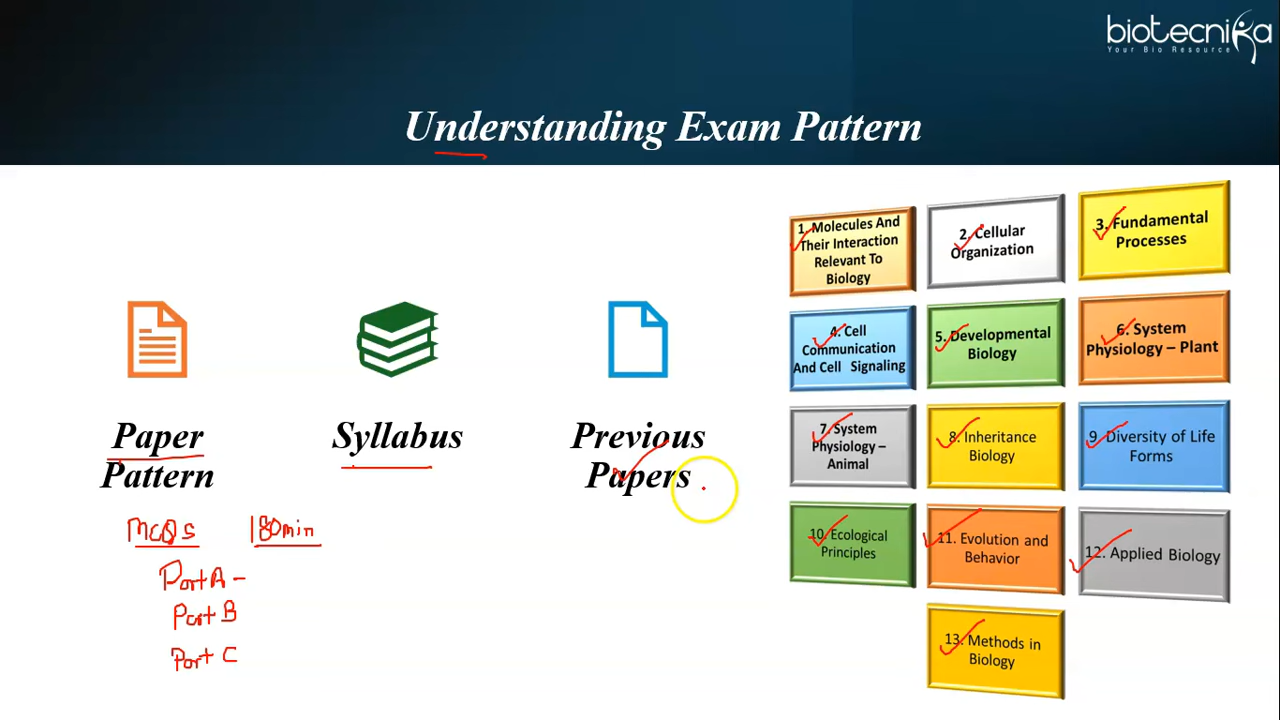 biotecnika
Your Bio Resource
Understanding Exam Pattern
Paper
Pattern
Syllabus
Previous
Papers
MCQS 180min
Part A -
Part B
Part C
1. Molecules And
Their Interaction
Relevant To
Biology
2. Cellular
Organization
3. Fundamental
Processes
4. Cell
Communication
And Cell Signaling
5. Developmental
Biology
6. System
Physiology – Plant
7. System
Physiology –
Animal
8. Inheritance
Biology
9. Diversity of Life
Forms
10. Ecological
Principles
11. Evolution and
Behavior
12. Applied Biology
13. Methods in
Biology